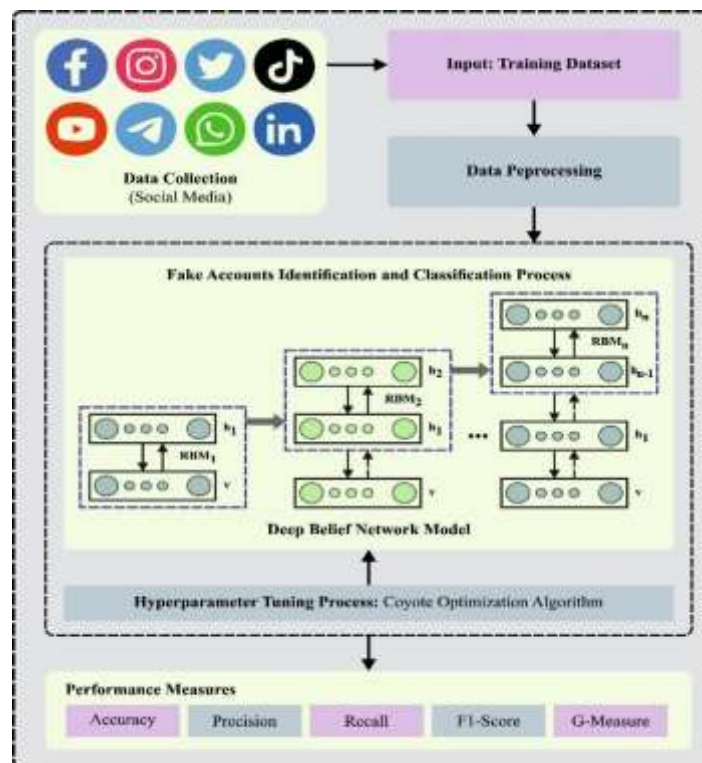 Input: Training Dataset
Data Collection
(Social Media)
Data Peprocessing
Fake Accounts Identification and Classification Process
hn
RBMn
hn-1
h2
RBM2
h1
h1
RBM1
v
...
h1
v
v
Deep Belief Network Model
Hyperparameter Tuning Process: Coyote Optimization Algorithm
Performance Measures
Accuracy
Precision
Recall
F1-Score
G-Measure